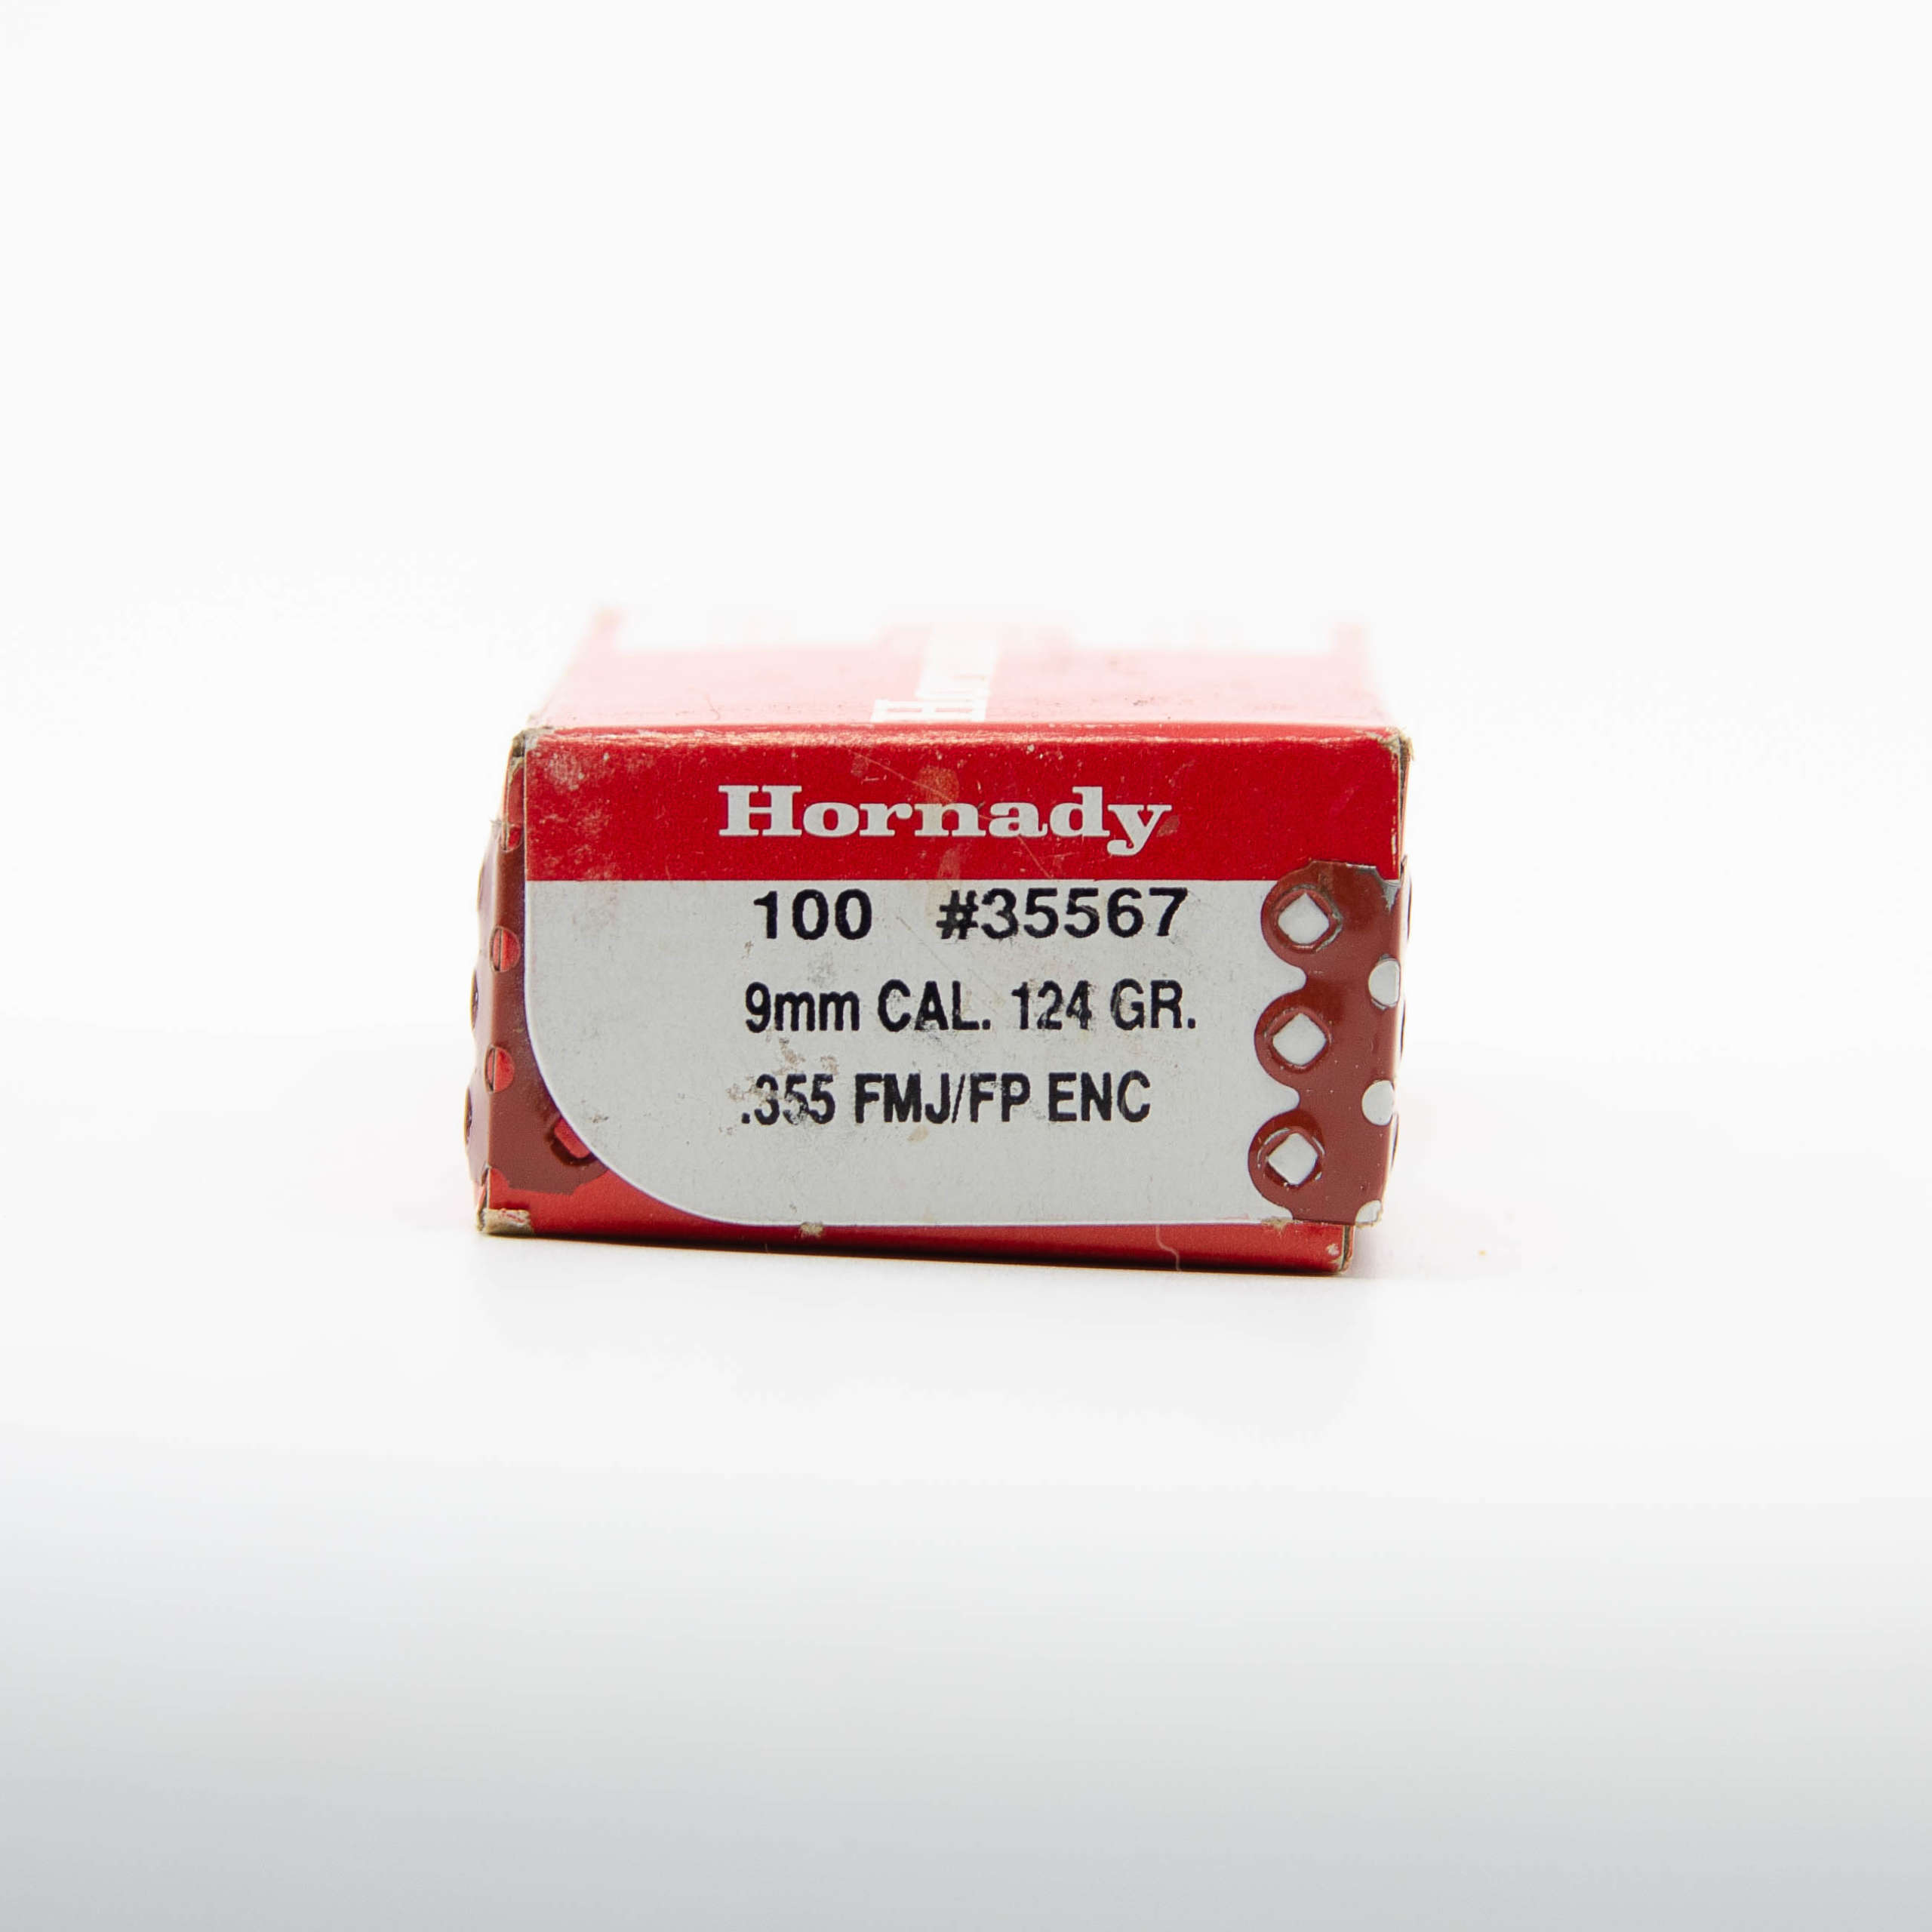 Hornady
100 #35567
9mm CAL. 124 GR.
.355 FMJ/FP ENC